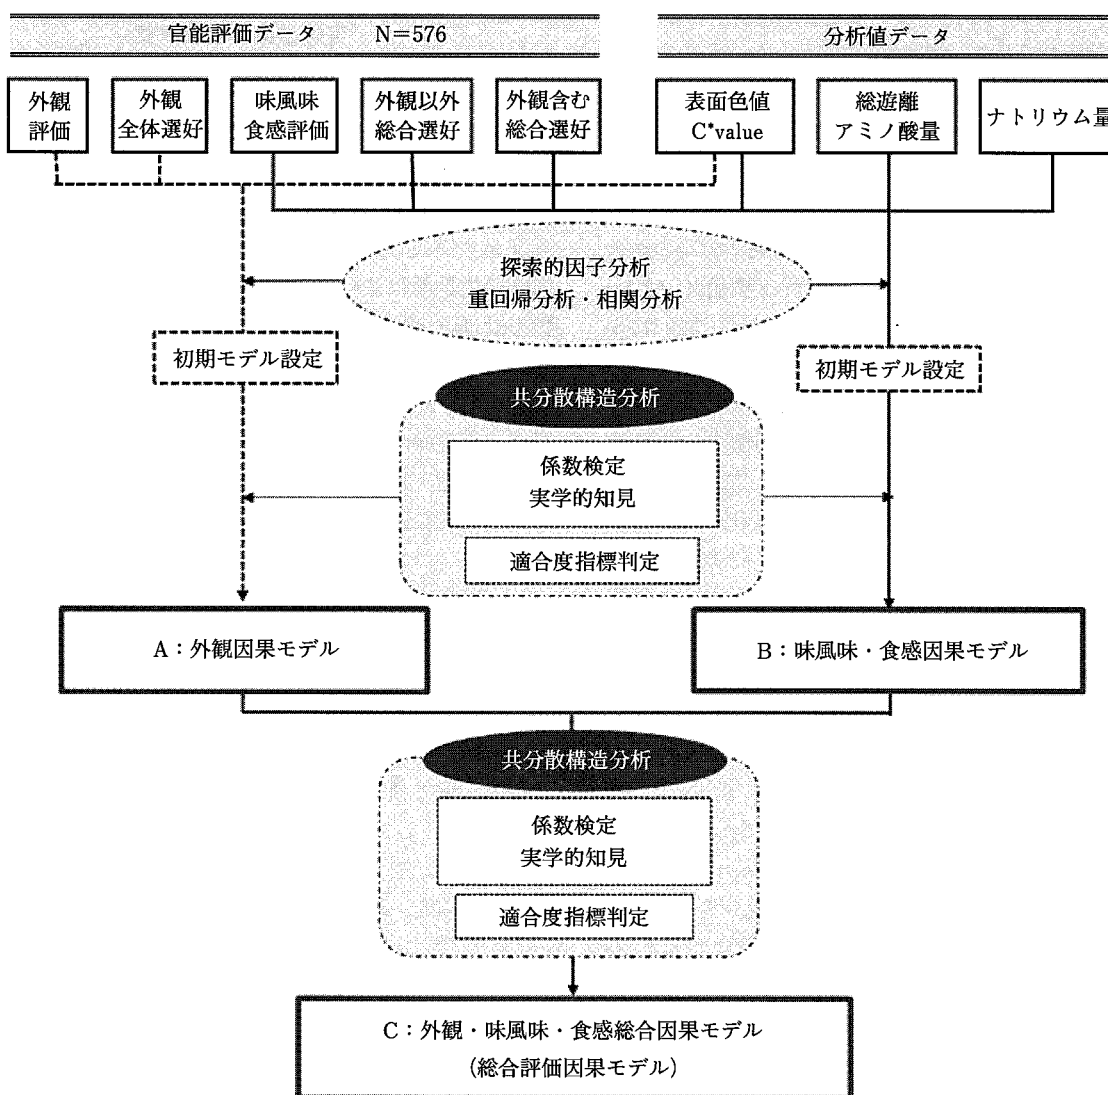 官能評価データ N＝576
分析値データ
外観
評価
外観
全体選好
味風味
食感評価
外観以外
総合選好
外観含む
総合選好
表面色値
C*value
総遊離
アミノ酸量
ナトリウム量
探索的因子分析
重回帰分析・相関分析
初期モデル設定
初期モデル設定
共分散構造分析
係数検定
実学的知見
適合度指標判定
A：外観因果モデル
B：味風味・食感因果モデル
共分散構造分析
係数検定
実学的知見
適合度指標判定
C：外観・味風味・食感総合因果モデル
(総合評価因果モデル)